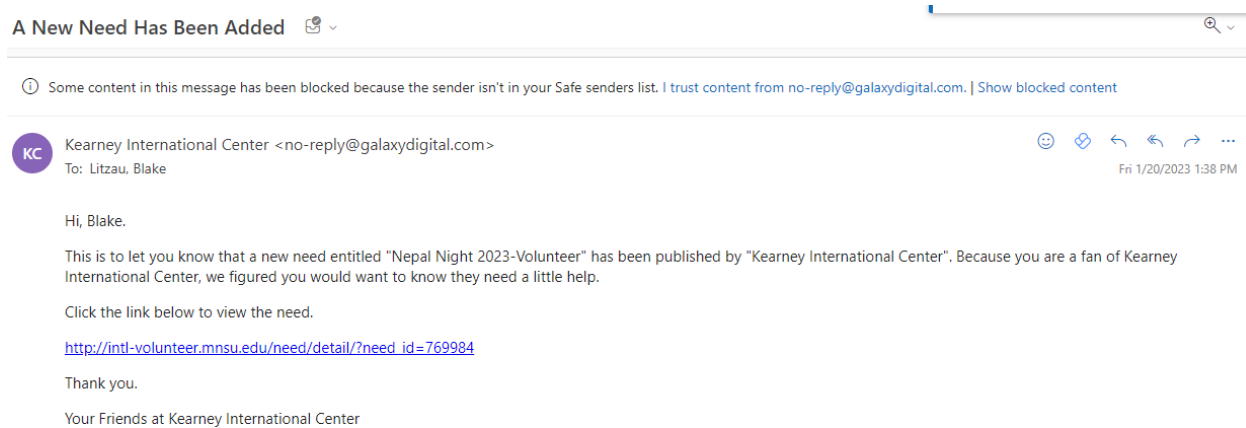 A New Need Has Been Added
Some content in this message has been blocked because the sender isn't in your Safe senders list. I trust content from no-reply@galaxydigital.com. | Show blocked content
KC
Kearney International Center <no-reply@galaxydigital.com>
To: Litzau, Blake
Fri 1/20/2023 1:38 PM
Hi, Blake.
This is to let you know that a new need entitled "Nepal Night 2023-Volunteer" has been published by "Kearney International Center". Because you are a fan of Kearney
International Center, we figured you would want to know they need a little help.
Click the link below to view the need.
http://intl-volunteer.mnsu.edu/need/detail/?need_id=769984
Thank you.
Your Friends at Kearney International Center